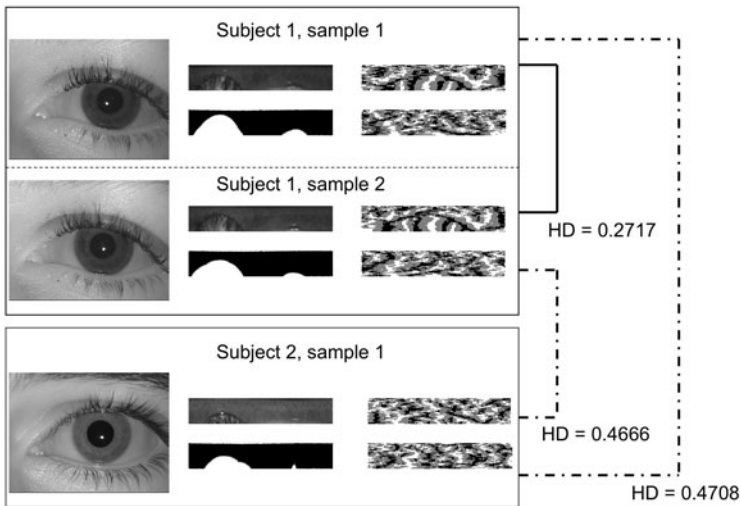 Subject 1, sample 1
Subject 1, sample 2
HD = 0.2717
Subject 2, sample 1
HD = 0.4666
HD = 0.4708